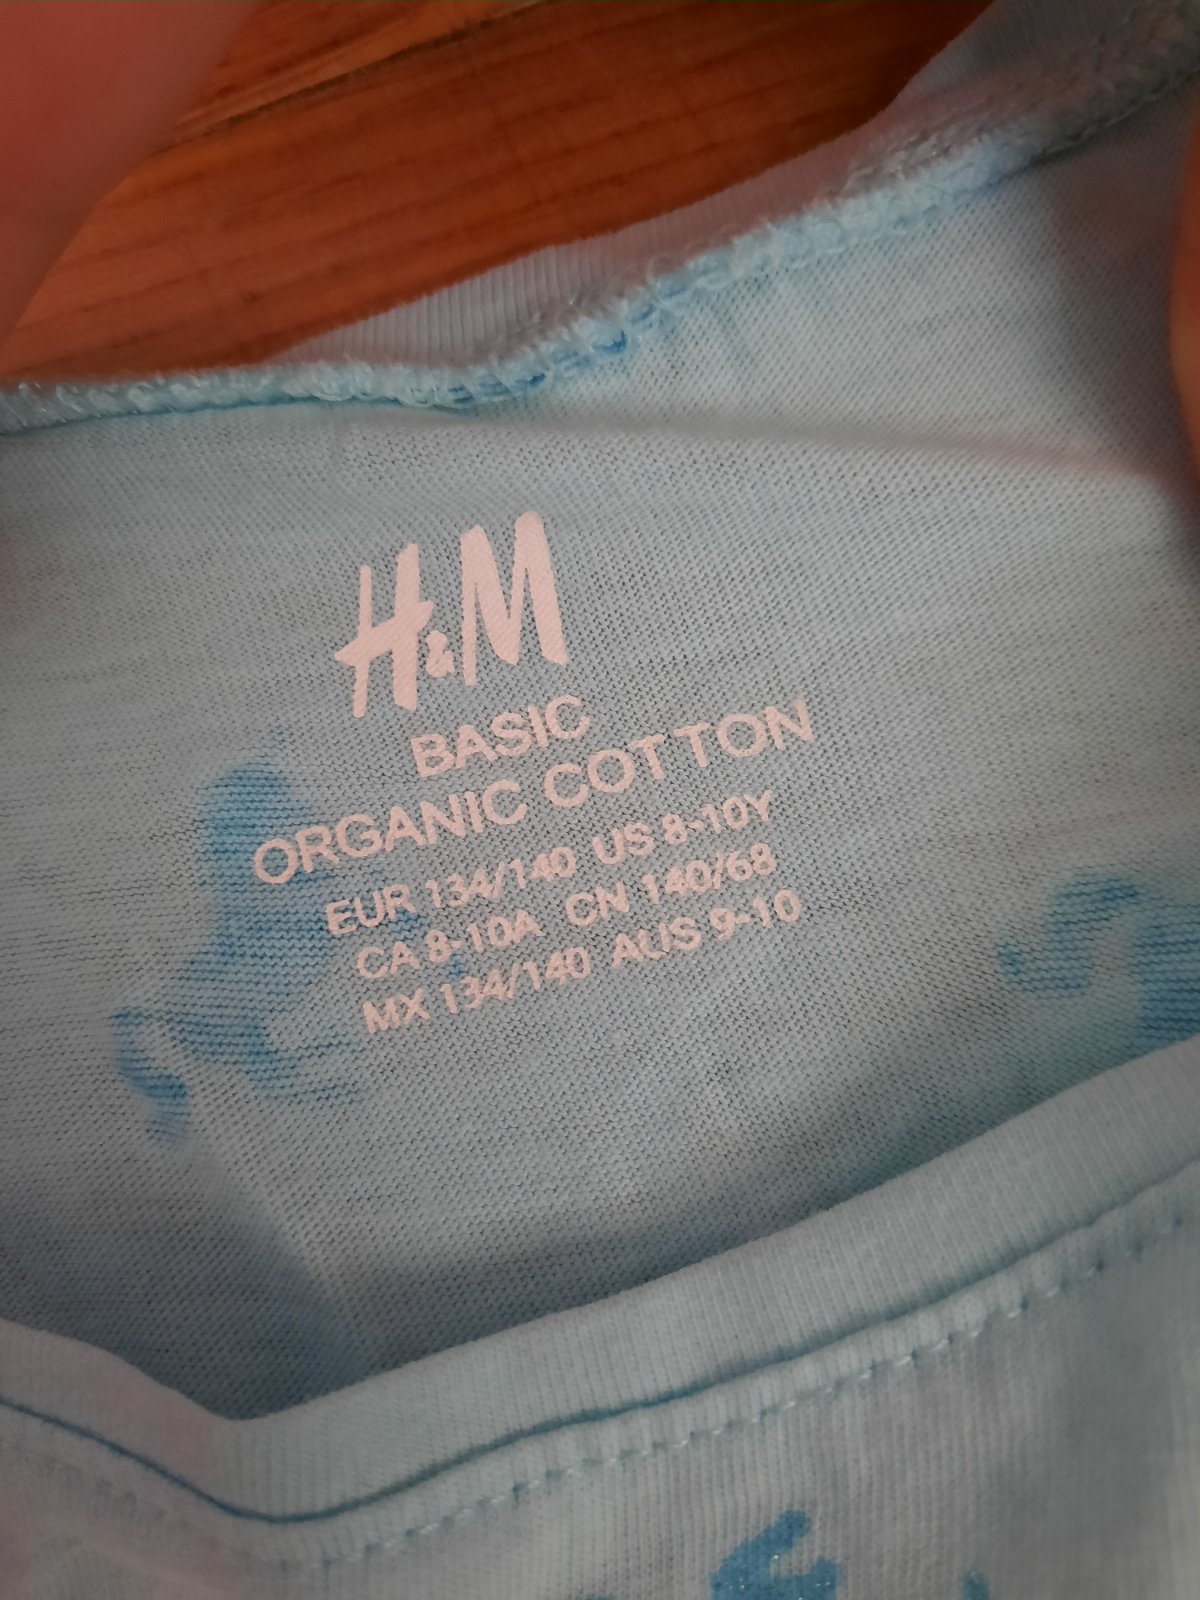 H&M
BASIC
ORGANIC COTTON
EUR 134/140 US 8-10Y
CA 8-10A CN 140/68
MX 134/140 AUS 9-10